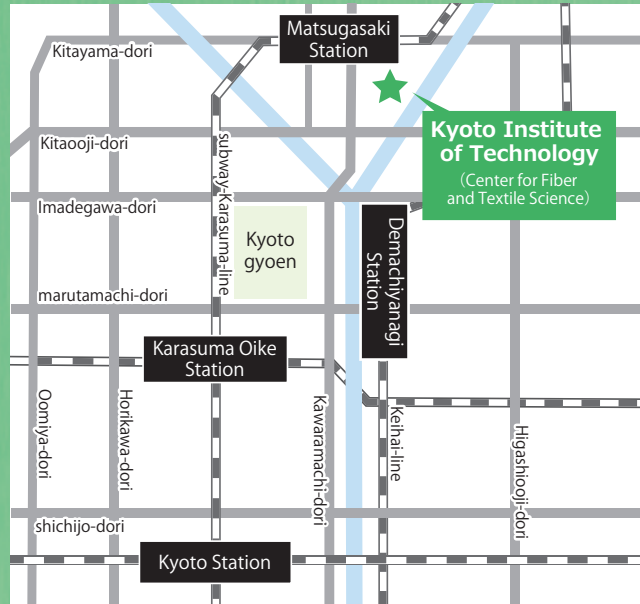 Matsugasaki
Station
Kitayama-dori
Kyoto Institute
of Technology
(Center for Fiber
and Textile Science)
Kitaooji-dori
subway-Karasuma-line
Imadegawa-dori
Kyoto
gyoen
Demachiyanagi
Station
marutamachi-dori
Karasuma Oike
Station
Oomiya-dori
Horikawa-dori
Kawaramachi-dori
Keihai-line
Higashiooji-dori
shichijo-dori
Kyoto Station